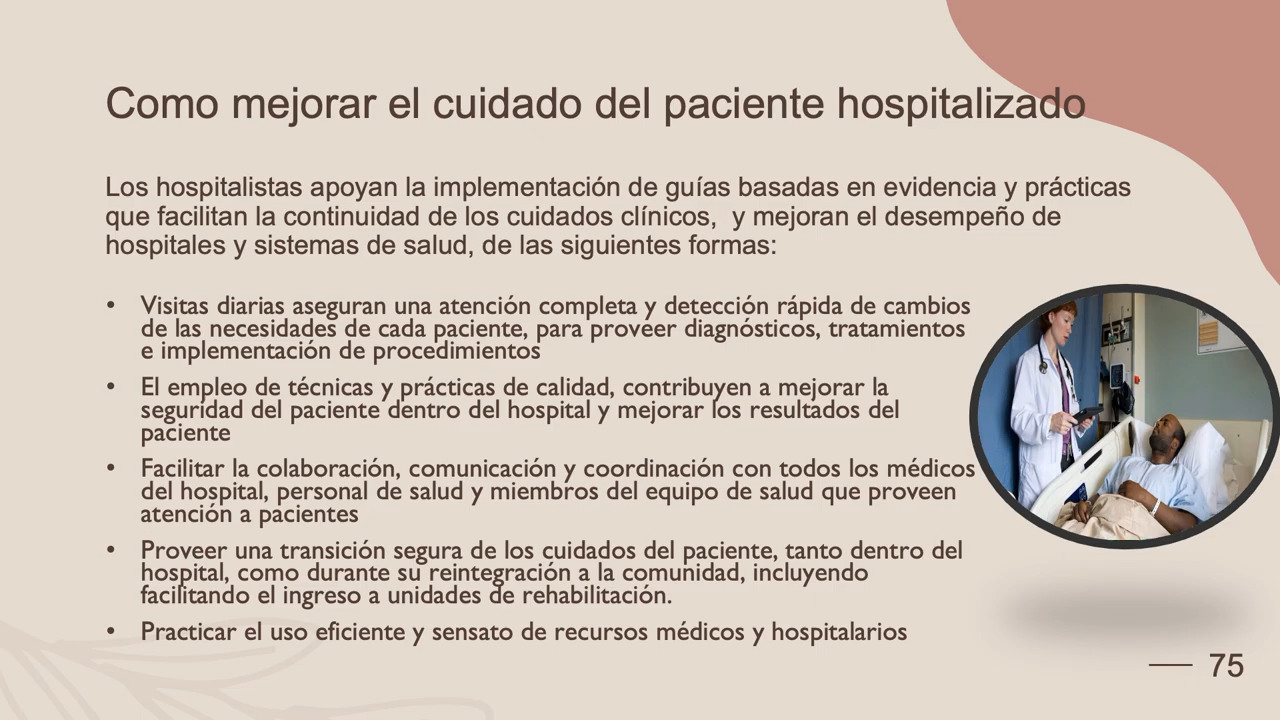 Como mejorar el cuidado del paciente hospitalizado
Los hospitalistas apoyan la implementación de guías basadas en evidencia y prácticas
que facilitan la continuidad de los cuidados clínicos,  y mejoran el desempeño de
hospitales y sistemas de salud, de las siguientes formas:
• Visitas diarias aseguran una atención completa y detección rápida de cambios
de las necesidades de cada paciente, para proveer diagnósticos, tratamientos
e implementación de procedimientos
• El empleo de técnicas y prácticas de calidad, contribuyen a mejorar la
seguridad del paciente dentro del hospital y mejorar los resultados del
paciente
• Facilitar la colaboración, comunicación y coordinación con todos los médicos
del hospital, personal de salud y miembros del equipo de salud que proveen
atención a pacientes
• Proveer una transición segura de los cuidados del paciente, tanto dentro del
hospital, como durante su reintegración a la comunidad, incluyendo
facilitando el ingreso a unidades de rehabilitación.
• Practicar el uso eficiente y sensato de recursos médicos y hospitalarios
75